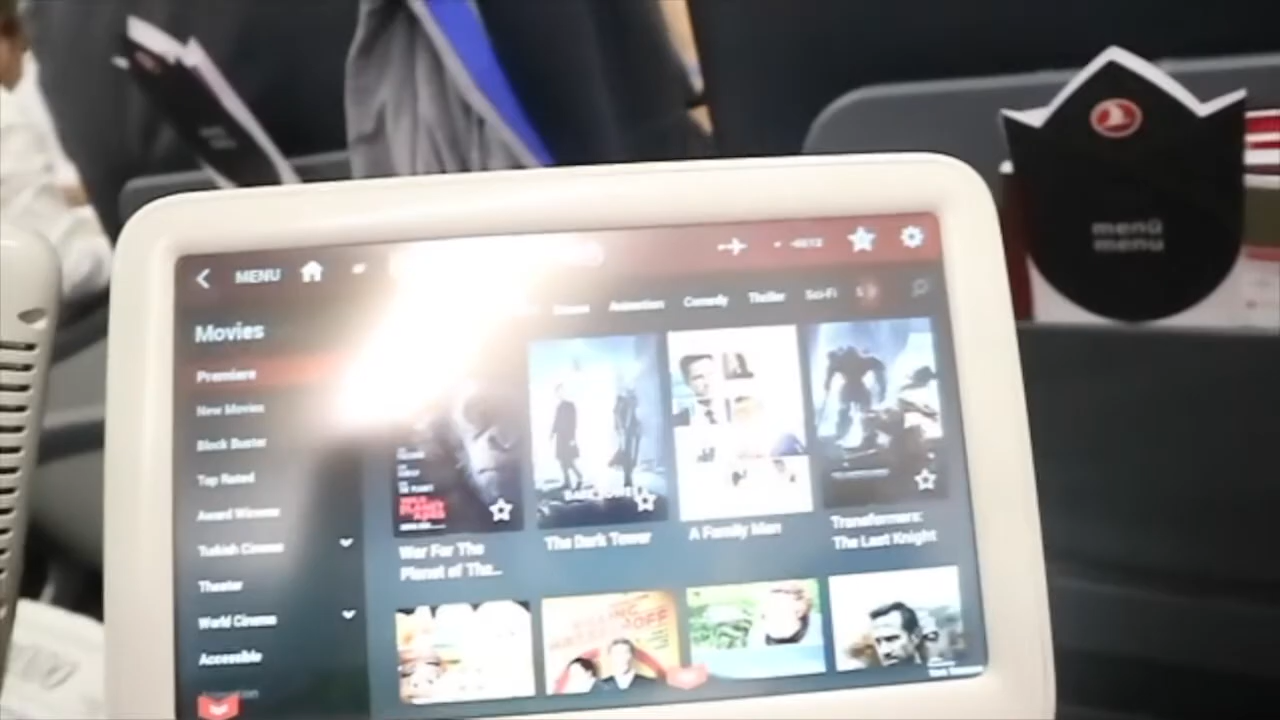 MENU
Animation
Comedy
Thriller
Sci-Fi
Movies
Premiere
New Movies
Block Buster
Top Rated
Award Winners
Turkish Cinema
Theater
World Cinema
Accessible
War For The
Planet of The...
The Dark Tower
A Family Man
Transformers:
The Last Knight
menü
menu